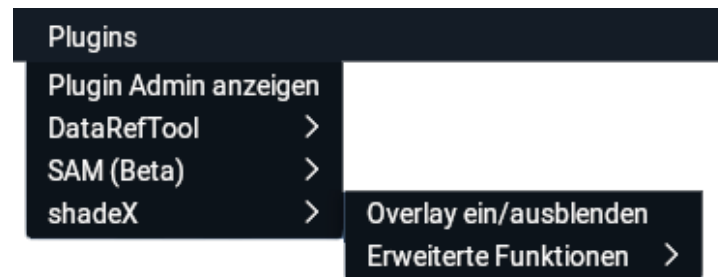 Plugins
Plugin Admin anzeigen
DataRefTool >
SAM (Beta) >
shadeX >
Overlay ein/ausblenden
Erweiterte Funktionen >